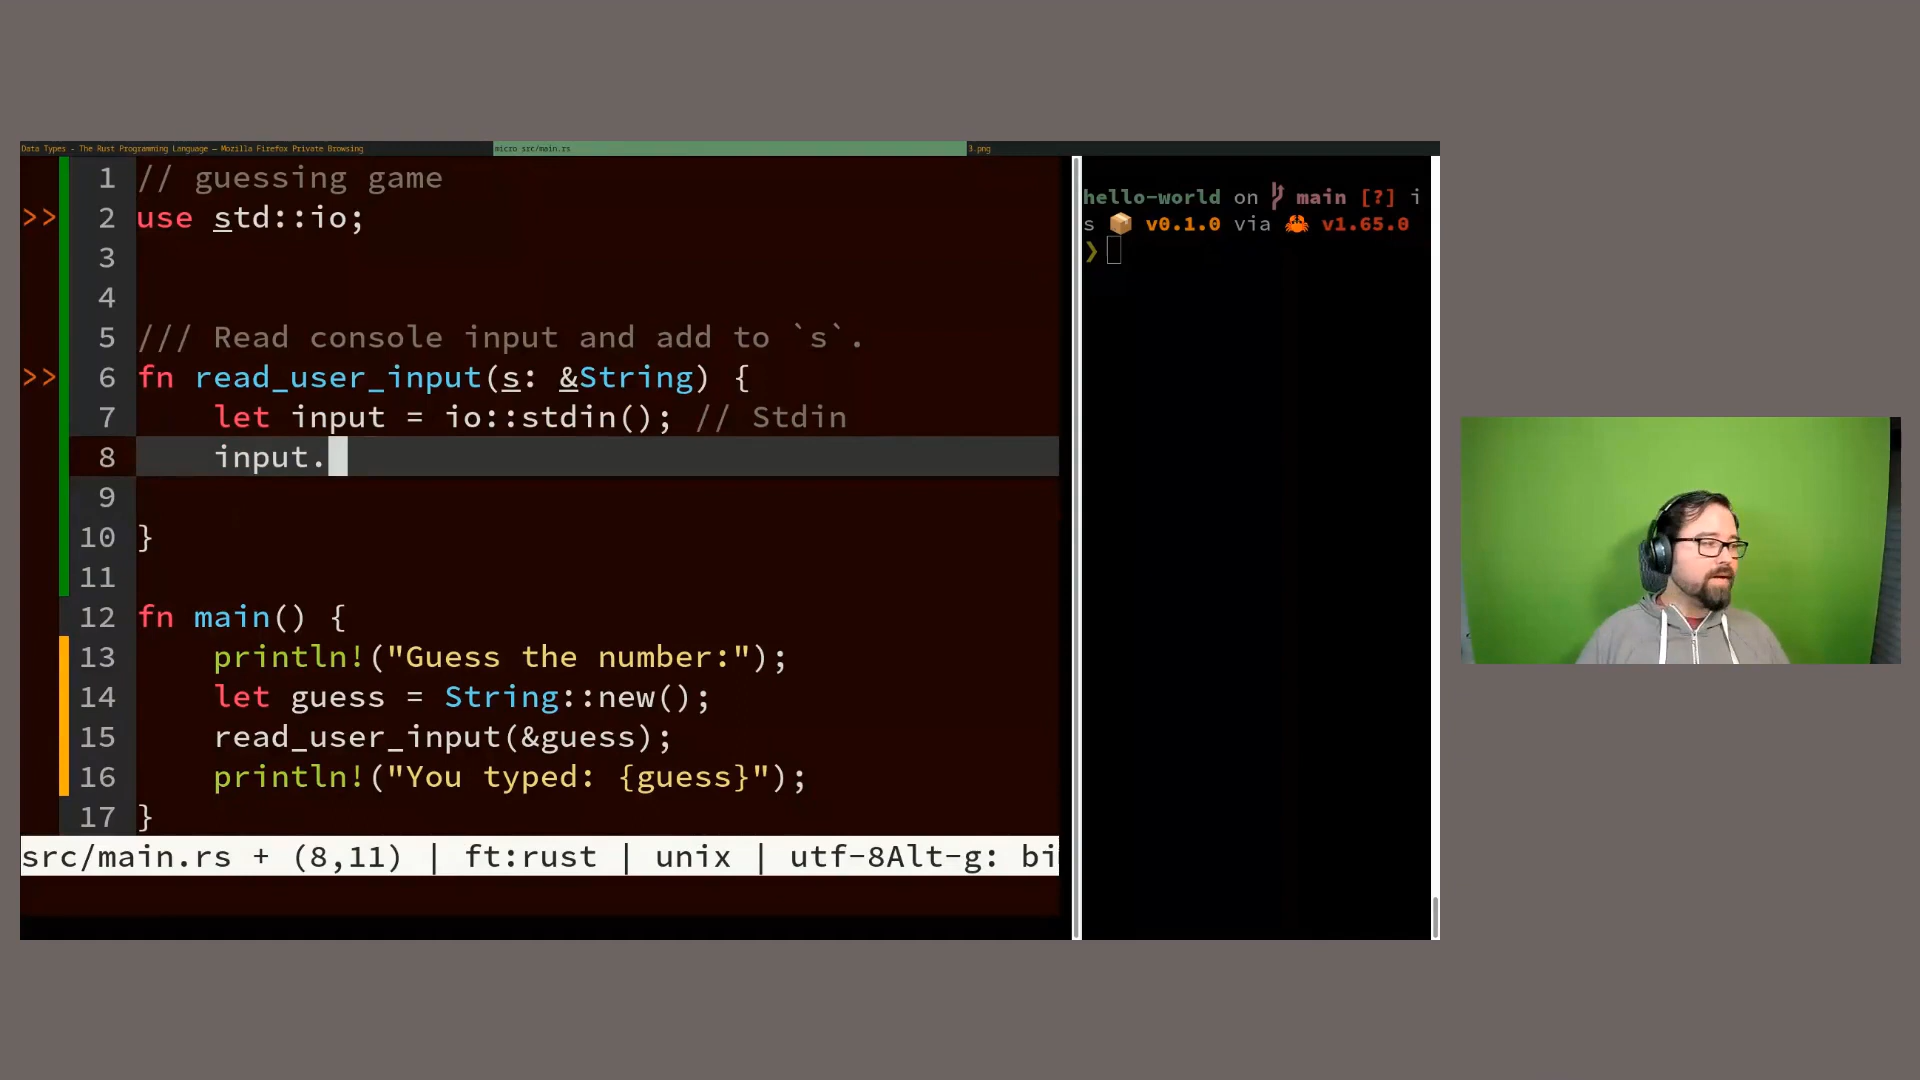 Data Types - The Rust Programming Language — Mozilla Firefox Private Browsing
micro src/main.rs
3.png
1 // guessing game
>> 2 use std::io;
3
4
5 /// Read console input and add to `s`.
>> 6 fn read_user_input(s: &String) {
7 let input = io::stdin(); // Stdin
8 input.
9
10 }
11
12 fn main() {
13 println!("Guess the number:");
14 let guess = String::new();
15 read_user_input(&guess);
16 println!("You typed: {guess}");
17 }
src/main.rs + (8,11) | ft:rust | unix | utf-8Alt-g: bi
hello-world on main [?] i
s 📦 v0.1.0 via 🦀 v1.65.0
❯